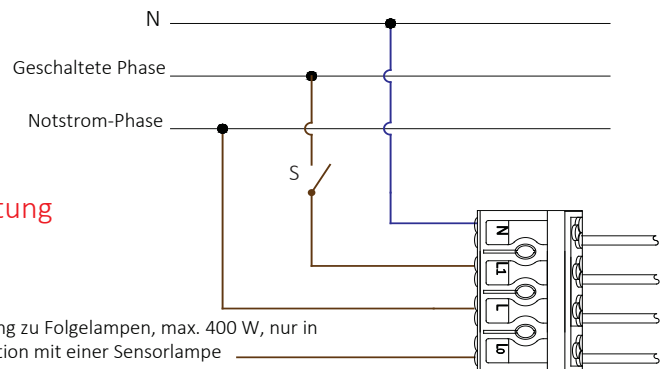 N
Geschaltete Phase
Notstrom-Phase
S
tung
ng zu Folgelampen, max. 400 W, nur in
tion mit einer Sensorlampe
N
L1
L
Lo